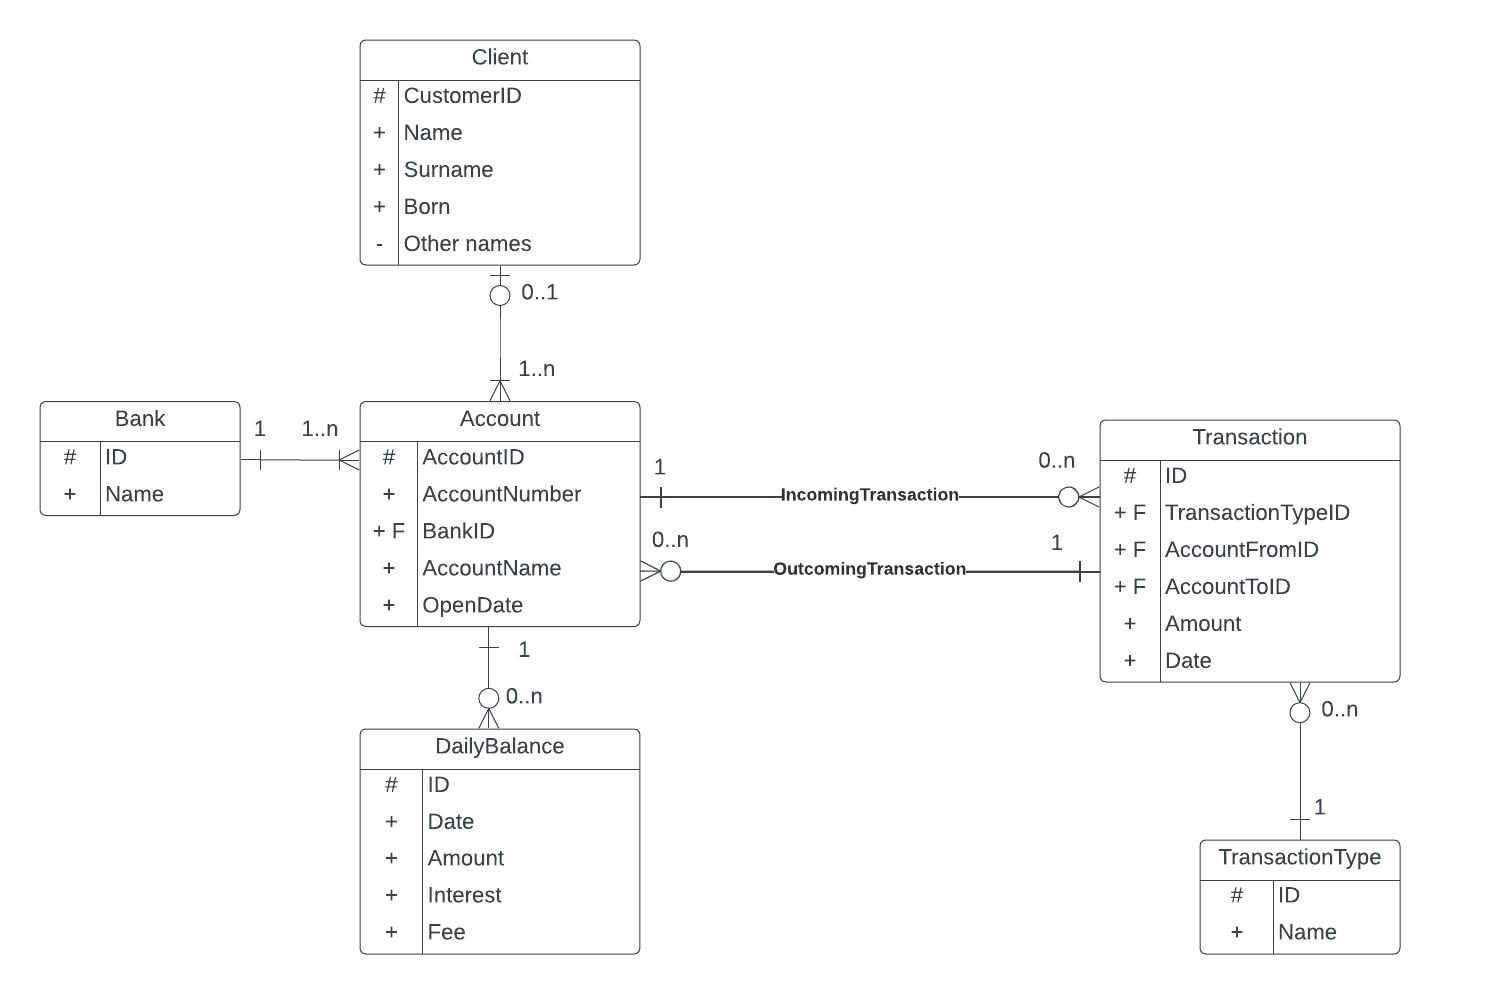 Client
# CustomerID
+ Name
+ Surname
+ Born
- Other names
0..1
1..n
Bank
# ID
+ Name
1 1..n
Account
# AccountID
+ AccountNumber
+ F BankID
+ AccountName
+ OpenDate
1 IncomingTransaction 0..n
0..n OutcomingTransaction 1
Transaction
# ID
+ F TransactionTypeID
+ F AccountFromID
+ F AccountToID
+ Amount
+ Date
1
0..n
DailyBalance
# ID
+ Date
+ Amount
+ Interest
+ Fee
0..n
1
TransactionType
# ID
+ Name